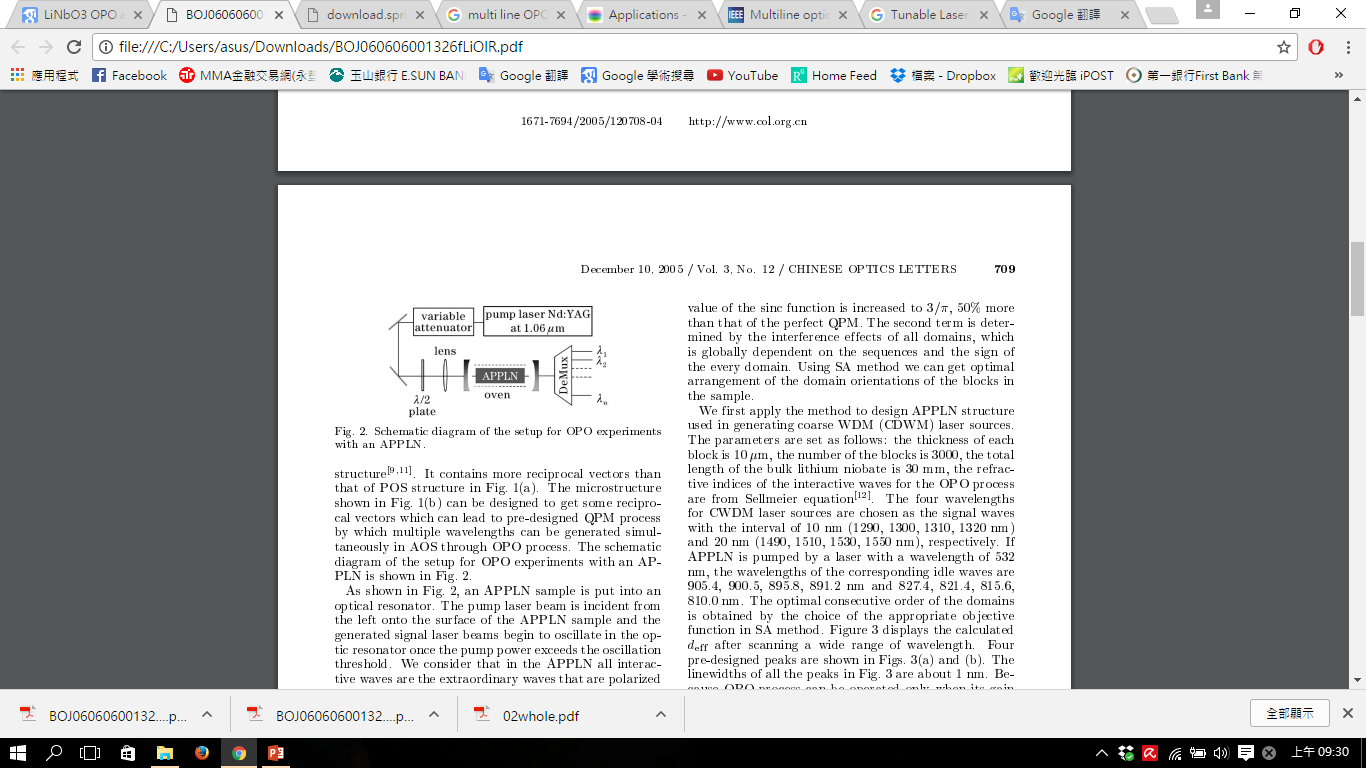 LiNbO3 OPO a
BOJ06060600
download.spri
multi line OPC
Applications -
Multiline optic
Tunable Laser
Google 翻譯
file:///C:/Users/asus/Downloads/BOJ060606001326fLiOIR.pdf
應用程式
Facebook
MMA金融交易網(永豐
玉山銀行 E.SUN BAN
Google 翻譯
Google 學術搜尋
YouTube
Home Feed
檔案 - Dropbox
歡迎光臨 iPOST
第一銀行First Bank 第
»
1671-7694/2005/120708-04 http://www.col.org.cn
December 10, 2005 / Vol. 3, No. 12 / CHINESE OPTICS LETTERS 709
variable
attenuator
pump laser Nd:YAG
at 1.06 μm
lens
APPLN
oven
λ/2
plate
DeMux
λ1
λ2
λn
Fig. 2. Schematic diagram of the setup for OPO experiments
with an APPLN.
structure[9,11]. It contains more reciprocal vectors than
that of POS structure in Fig. 1(a). The microstructure
shown in Fig. 1(b) can be designed to get some recipro-
cal vectors which can lead to pre-designed QPM process
by which multiple wavelengths can be generated simul-
taneously in AOS through OPO process. The schematic
diagram of the setup for OPO experiments with an AP-
PLN is shown in Fig. 2.
As shown in Fig. 2, an APPLN sample is put into an
optical resonator. The pump laser beam is incident from
the left onto the surface of the APPLN sample and the
generated signal laser beams begin to oscillate in the op-
tic resonator once the pump power exceeds the oscillation
threshold. We consider that in the APPLN all interac-
tive waves are the extraordinary waves that are polarized
value of the sinc function is increased to 3/π, 50% more
than that of the perfect QPM. The second term is deter-
mined by the interference effects of all domains, which
is globally dependent on the sequences and the sign of
the every domain. Using SA method we can get optimal
arrangement of the domain orientations of the blocks in
the sample.
We first apply the method to design APPLN structure
used in generating coarse WDM (CDWM) laser sources.
The parameters are set as follows: the thickness of each
block is 10 μm, the number of the blocks is 3000, the total
length of the bulk lithium niobate is 30 mm, the refrac-
tive indices of the interactive waves for the OPO process
are from Sellmeier equation[12]. The four wavelengths
for CWDM laser sources are chosen as the signal waves
with the interval of 10 nm (1290, 1300, 1310, 1320 nm)
and 20 nm (1490, 1510, 1530, 1550 nm), respectively. If
APPLN is pumped by a laser with a wavelength of 532
nm, the wavelengths of the corresponding idle waves are
905.4, 900.5, 895.8, 891.2 nm and 827.4, 821.4, 815.6,
810.0 nm. The optimal consecutive order of the domains
is obtained by the choice of the appropriate objective
function in SA method. Figure 3 displays the calculated
deff after scanning a wide range of wavelength. Four
pre-designed peaks are shown in Figs. 3(a) and (b). The
linewidths of all the peaks in Fig. 3 are about 1 nm. Be-
cause OPO process can be operated only when its gain
BOJ06060600132....p...
BOJ06060600132....p...
02whole.pdf
全部顯示
上午 09:30